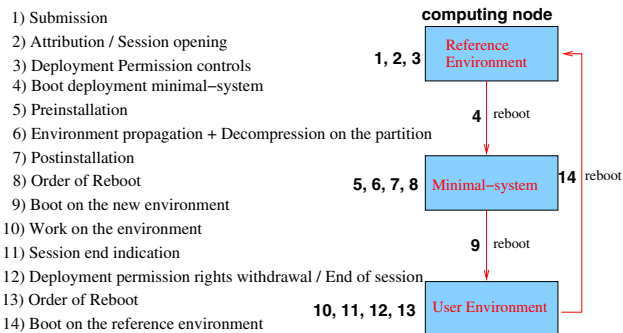 1) Submission
2) Attribution / Session opening
3) Deployment Permission controls
4) Boot deployment minimal−system
5) Preinstallation
6) Environment propagation + Decompression on the partition
7) Postinstallation
8) Order of Reboot
9) Boot on the new environment
10) Work on the environment
11) Session end indication
12) Deployment permission rights withdrawal / End of session
13) Order of Reboot
14) Boot on the reference environment
computing node
1, 2, 3
Reference
Environment
4 reboot
5, 6, 7, 8
Minimal−system
14 reboot
9 reboot
10, 11, 12, 13
User Environment